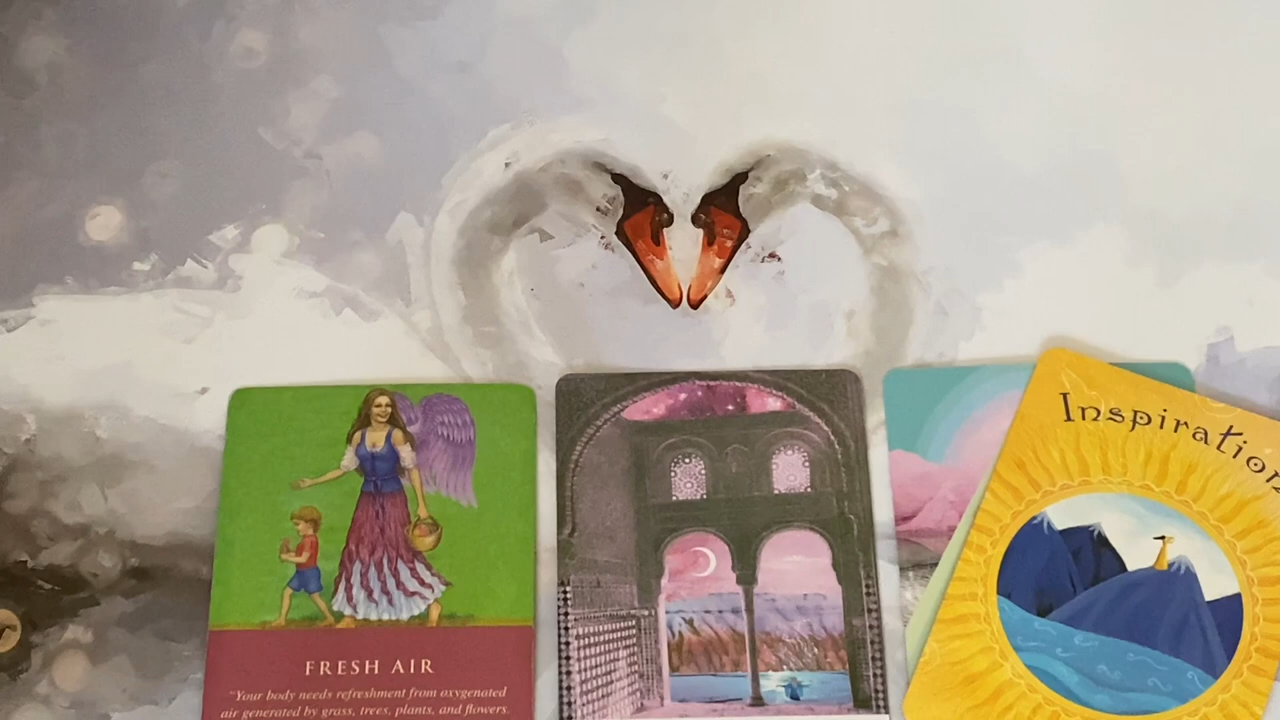 FRESH AIR
"Your body needs refreshment from oxygenated
air generated by grass, trees, plants, and flowers.
Inspiration